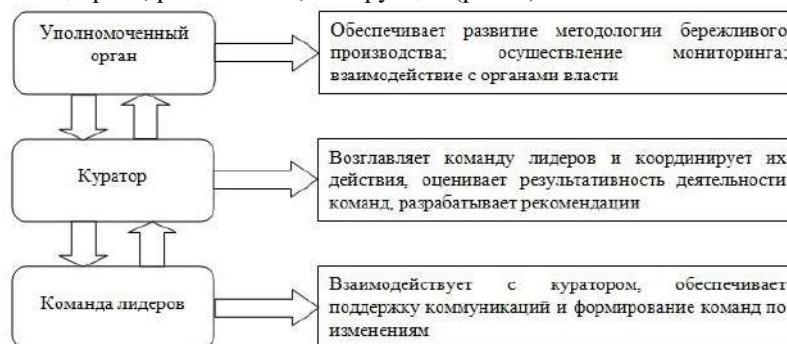 Уполномоченный
орган
Обеспечивает развитие методологии бережливого
производства; осуществление мониторинга;
взаимодействие с органами власти
Куратор
Возглавляет команду лидеров и координирует их
действия, оценивает результативность деятельности
команд, разрабатывает рекомендации
Команда лидеров
Взаимодействует с куратором, обеспечивает
поддержку коммуникаций и формирование команд по
изменениям